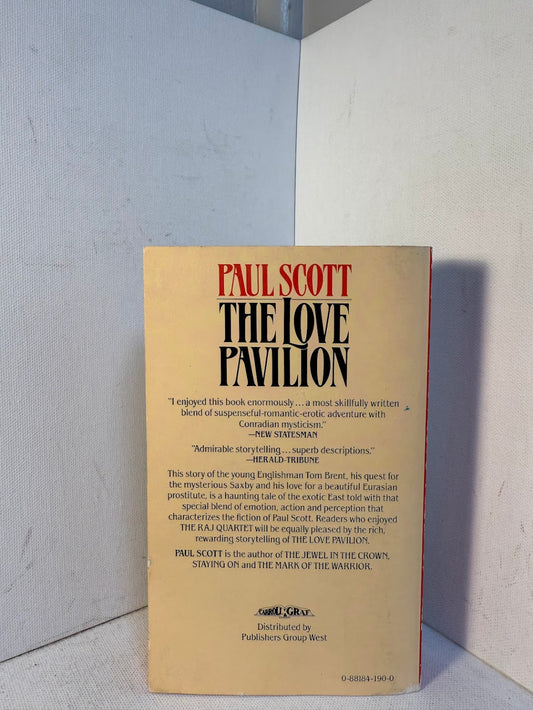 PAUL SCOTT
THE LOVE
PAVILION
"I enjoyed this book enormously...a most skillfully written
blend of suspenseful-romantic-erotic adventure with
Conradian mysticism."
—NEW STATESMAN
"Admirable storytelling...superb descriptions."
—HERALD-TRIBUNE
This story of the young Englishman Tom Brent, his quest for
the mysterious Saxby and his love for a beautiful Eurasian
prostitute, is a haunting tale of the exotic East told with that
special blend of emotion, action and perception that
characterizes the fiction of Paul Scott. Readers who enjoyed
THE RAJ QUARTET will be equally pleased by the rich,
rewarding storytelling of THE LOVE PAVILION.
PAUL SCOTT is the author of THE JEWEL IN THE CROWN,
STAYING ON and THE MARK OF THE WARRIOR.
CARROLL & GRAF
Distributed by
Publishers Group West
0-88184-190-0